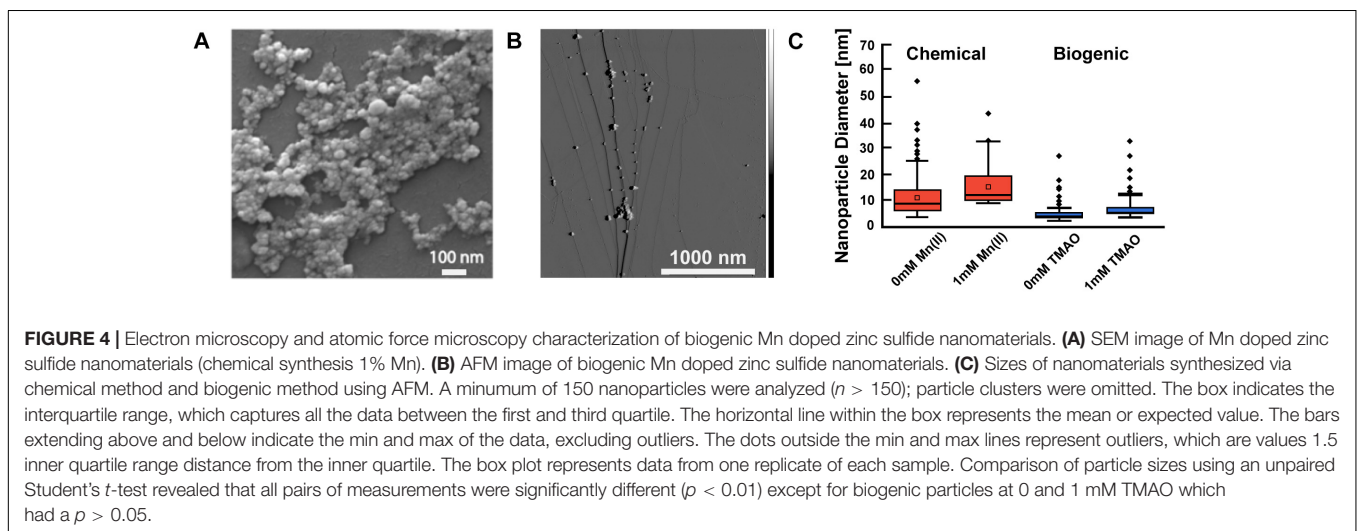 A
B
C
100 nm
1000 nm
Nanoparticle Diameter [nm]
70
60
50
40
30
20
10
0
Chemical
Biogenic
0mM Mn(II)
1mM Mn(II)
0mM TMAO
1mM TMAO
FIGURE 4 | Electron microscopy and atomic force microscopy characterization of biogenic Mn doped zinc sulfide nanomaterials. (A) SEM image of Mn doped zinc
sulfide nanomaterials (chemical synthesis 1% Mn). (B) AFM image of biogenic Mn doped zinc sulfide nanomaterials. (C) Sizes of nanomaterials synthesized via
chemical method and biogenic method using AFM. A minumum of 150 nanoparticles were analyzed (n > 150); particle clusters were omitted. The box indicates the
interquartile range, which captures all the data between the first and third quartile. The horizontal line within the box represents the mean or expected value. The bars
extending above and below indicate the min and max of the data, excluding outliers. The dots outside the min and max lines represent outliers, which are values 1.5
inner quartile range distance from the inner quartile. The box plot represents data from one replicate of each sample. Comparison of particle sizes using an unpaired
Student's t-test revealed that all pairs of measurements were significantly different (p < 0.01) except for biogenic particles at 0 and 1 mM TMAO which
had a p > 0.05.